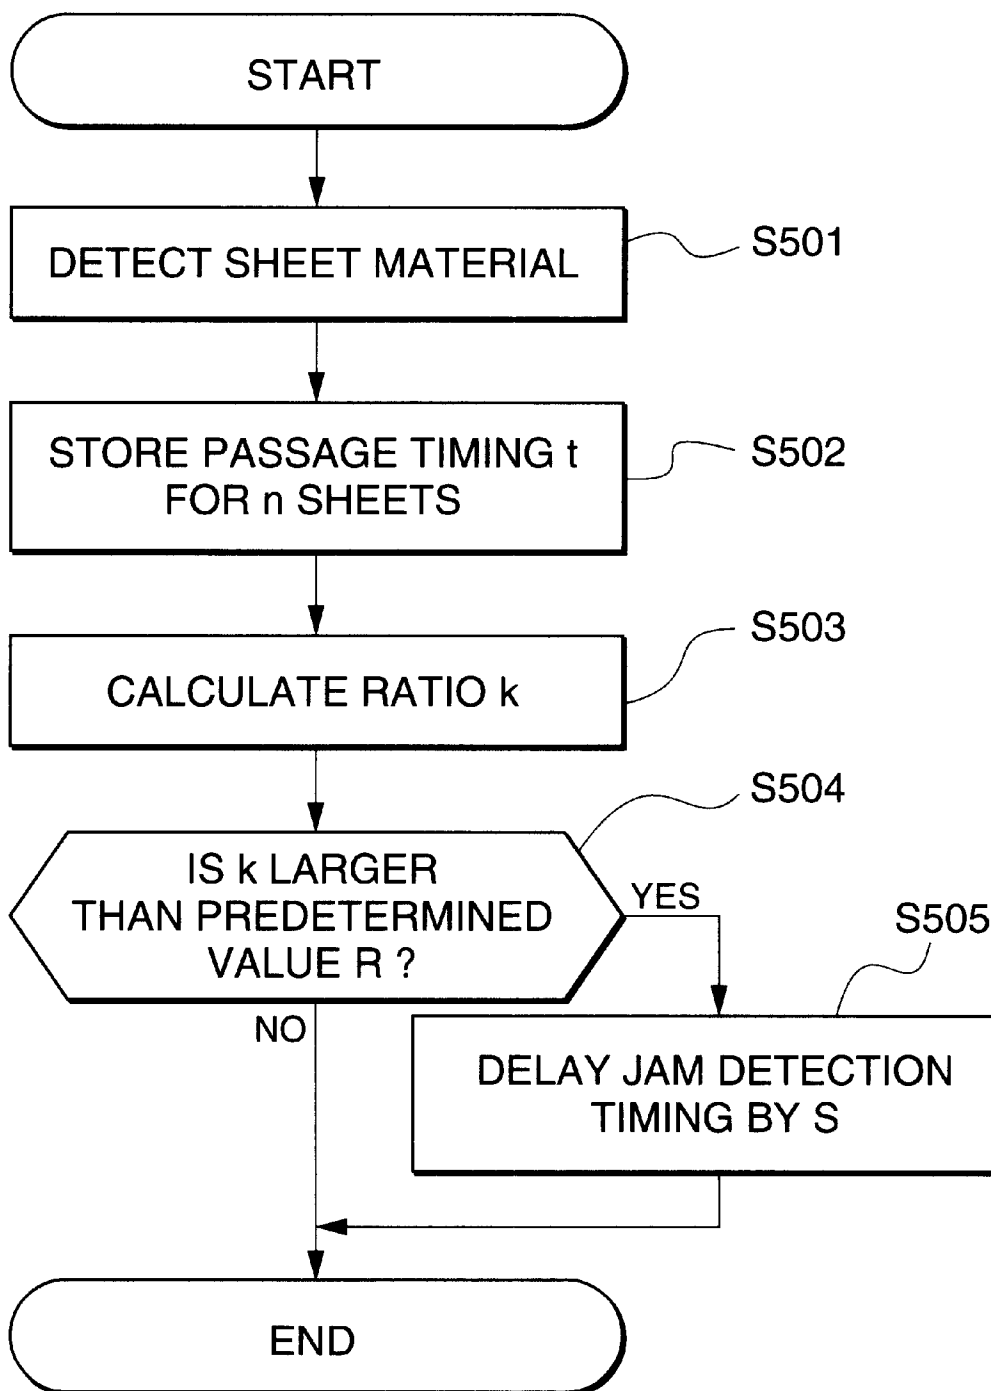 START
DETECT SHEET MATERIAL
S501
STORE PASSAGE TIMING t
FOR n SHEETS
S502
CALCULATE RATIO k
S503
IS k LARGER
THAN PREDETERMINED
VALUE R ?
S504
YES
NO
S505
DELAY JAM DETECTION
TIMING BY S
END